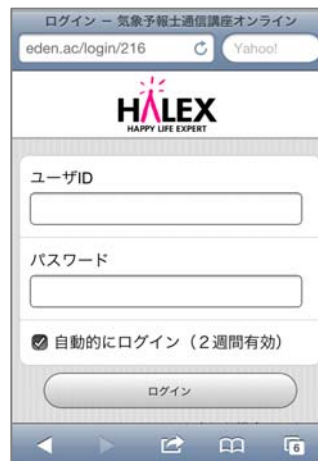 ログイン － 気象予報士通信講座オンライン
eden.ac/login/216
Yahoo!
HALEX
HAPPY LIFE EXPERT
ユーザID
パスワード
自動的にログイン（２週間有効）
ログイン
6